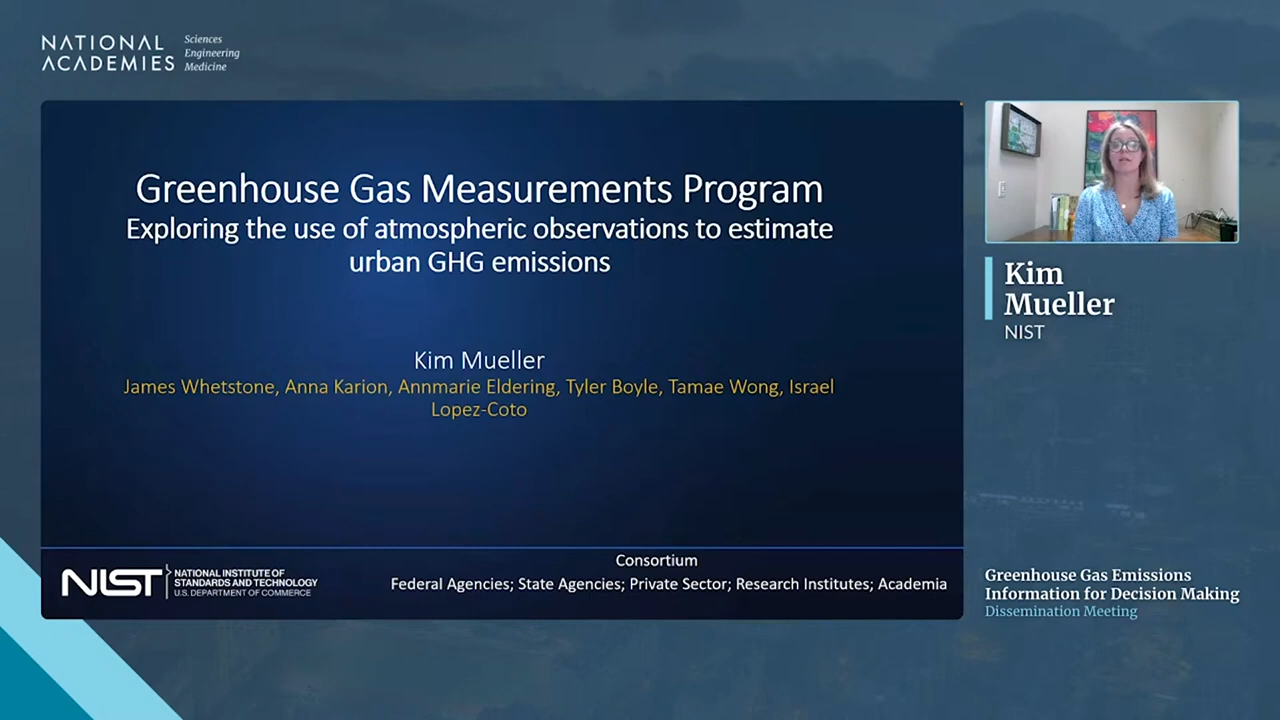 NATIONAL
ACADEMIES
Sciences
Engineering
Medicine
Greenhouse Gas Measurements Program
Exploring the use of atmospheric observations to estimate
urban GHG emissions
Kim Mueller
James Whetstone, Anna Karion, Annmarie Eldering, Tyler Boyle, Tamae Wong, Israel
Lopez-Coto
NIST
NATIONAL INSTITUTE OF
STANDARDS AND TECHNOLOGY
U.S. DEPARTMENT OF COMMERCE
Consortium
Federal Agencies; State Agencies; Private Sector; Research Institutes; Academia
Kim
Mueller
NIST
Greenhouse Gas Emissions
Information for Decision Making
Dissemination Meeting